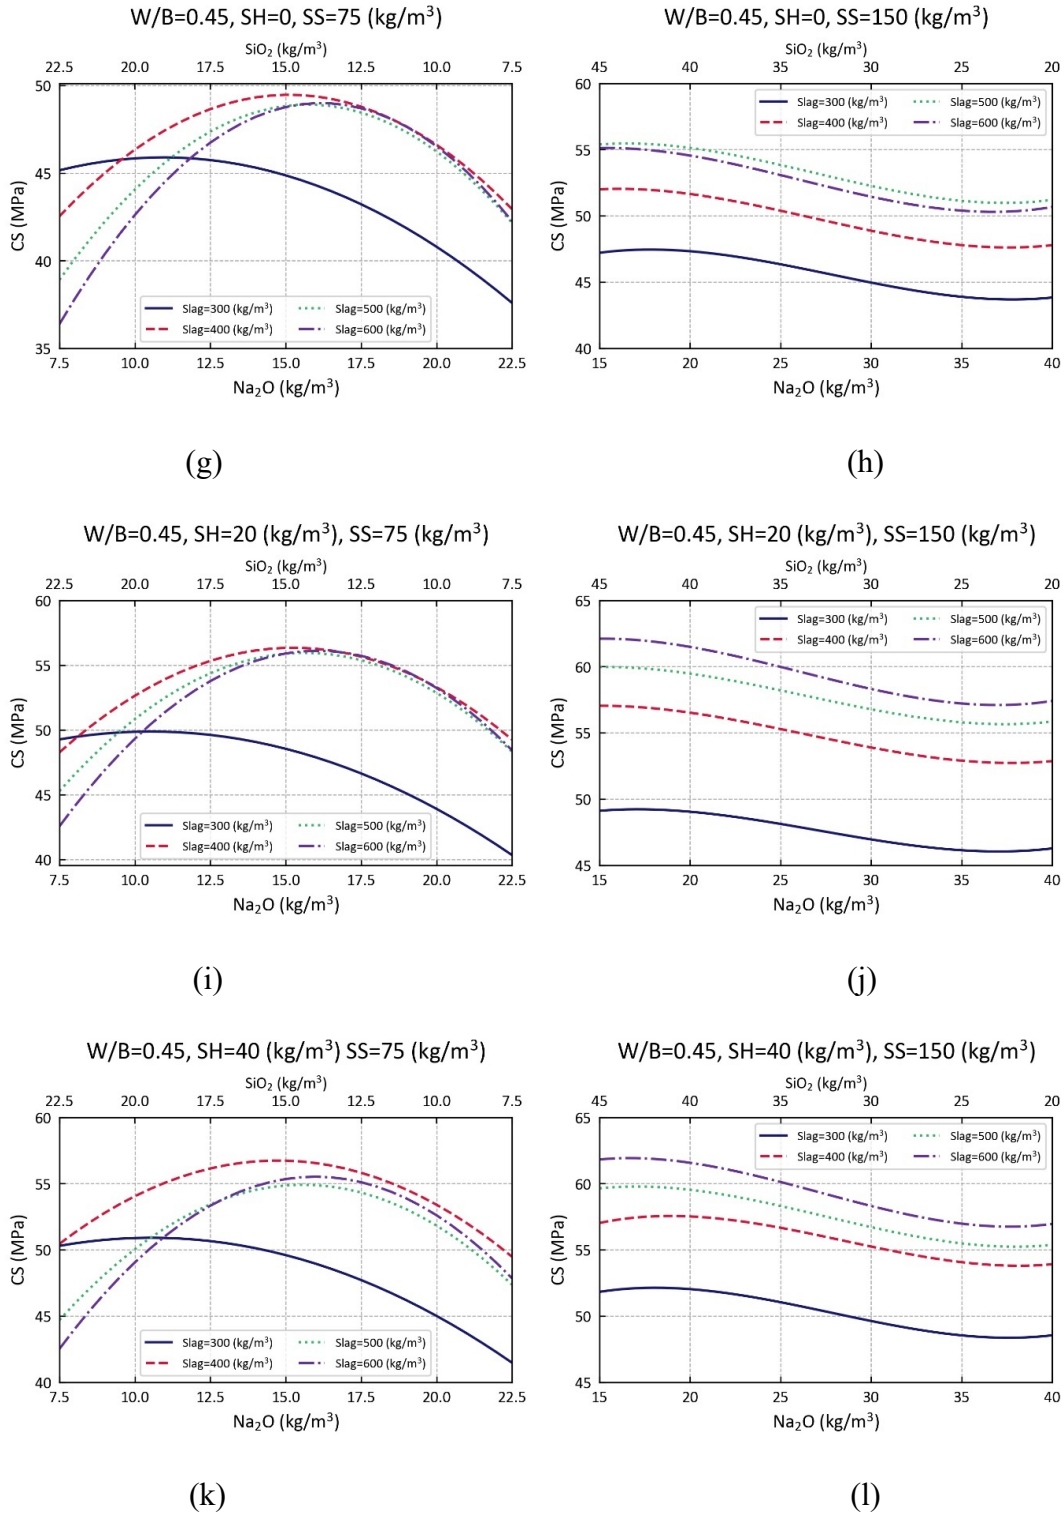 W/B=0.45, SH=0, SS=75 (kg/m³)
SiO₂ (kg/m³)
22.5 20.0 17.5 15.0 12.5 10.0 7.5
50
45
40
35
CS (MPa)
Slag=300 (kg/m³) Slag=500 (kg/m³)
Slag=400 (kg/m³) Slag=600 (kg/m³)
7.5 10.0 12.5 15.0 17.5 20.0 22.5
Na₂O (kg/m³)
(g)
W/B=0.45, SH=0, SS=150 (kg/m³)
SiO₂ (kg/m³)
45 40 35 30 25 20
60
55
50
45
40
CS (MPa)
Slag=300 (kg/m³) Slag=500 (kg/m³)
Slag=400 (kg/m³) Slag=600 (kg/m³)
15 20 25 30 35 40
Na₂O (kg/m³)
(h)
W/B=0.45, SH=20 (kg/m³), SS=75 (kg/m³)
SiO₂ (kg/m³)
22.5 20.0 17.5 15.0 12.5 10.0 7.5
60
55
50
45
40
CS (MPa)
Slag=300 (kg/m³) Slag=500 (kg/m³)
Slag=400 (kg/m³) Slag=600 (kg/m³)
7.5 10.0 12.5 15.0 17.5 20.0 22.5
Na₂O (kg/m³)
(i)
W/B=0.45, SH=20 (kg/m³), SS=150 (kg/m³)
SiO₂ (kg/m³)
45 40 35 30 25 20
65
60
55
50
45
CS (MPa)
Slag=300 (kg/m³) Slag=500 (kg/m³)
Slag=400 (kg/m³) Slag=600 (kg/m³)
15 20 25 30 35 40
Na₂O (kg/m³)
(j)
W/B=0.45, SH=40 (kg/m³) SS=75 (kg/m³)
SiO₂ (kg/m³)
22.5 20.0 17.5 15.0 12.5 10.0 7.5
60
55
50
45
40
CS (MPa)
Slag=300 (kg/m³) Slag=500 (kg/m³)
Slag=400 (kg/m³) Slag=600 (kg/m³)
7.5 10.0 12.5 15.0 17.5 20.0 22.5
Na₂O (kg/m³)
(k)
W/B=0.45, SH=40 (kg/m³), SS=150 (kg/m³)
SiO₂ (kg/m³)
45 40 35 30 25 20
65
60
55
50
45
CS (MPa)
Slag=300 (kg/m³) Slag=500 (kg/m³)
Slag=400 (kg/m³) Slag=600 (kg/m³)
15 20 25 30 35 40
Na₂O (kg/m³)
(l)